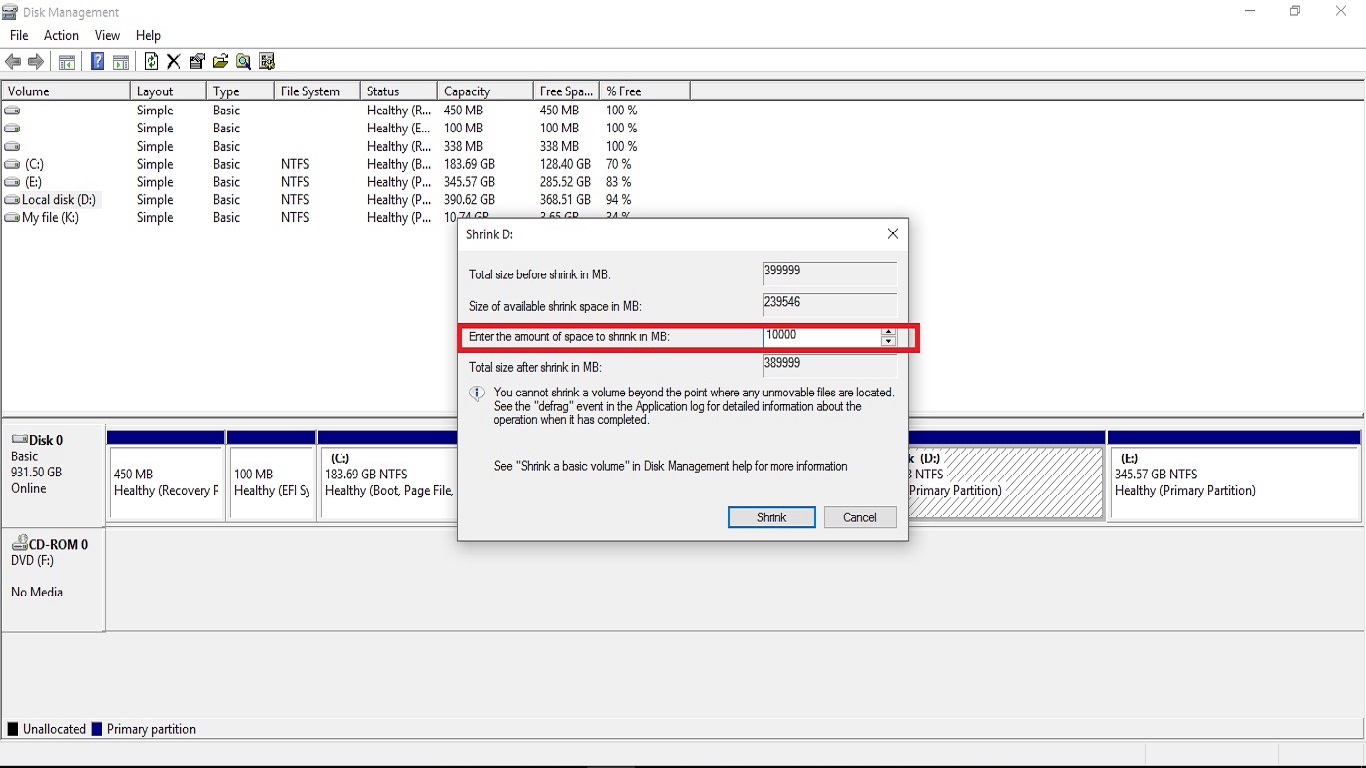 Disk Management
File Action View Help
Volume Layout Type File System Status Capacity Free Spa... % Free
Simple Basic Healthy (R... 450 MB 450 MB 100 %
Simple Basic Healthy (E... 100 MB 100 MB 100 %
Simple Basic Healthy (R... 338 MB 338 MB 100 %
(C:) Simple Basic NTFS Healthy (B... 183.69 GB 128.40 GB 70 %
(E:) Simple Basic NTFS Healthy (P... 345.57 GB 285.52 GB 83 %
Local disk (D:) Simple Basic NTFS Healthy (P... 390.62 GB 368.51 GB 94 %
My file (K:) Simple Basic NTFS Healthy (P... 10.74 GB 3.65 GB 34 %
Shrink D:
Total size before shrink in MB. 399999
Size of available shrink space in MB: 239546
Enter the amount of space to shrink in MB: 10000
Total size after shrink in MB: 389999
You cannot shrink a volume beyond the point where any unmovable files are located.
See the "defrag" event in the Application log for detailed information about the
operation when it has completed.
See "Shrink a basic volume" in Disk Management help for more information
Shrink Cancel
Disk 0
Basic
931.50 GB
Online
450 MB
Healthy (Recovery P
100 MB
Healthy (EFI Sy
(C:)
183.69 GB NTFS
Healthy (Boot, Page File,
k (D:)
NTFS
Primary Partition)
(E:)
345.57 GB NTFS
Healthy (Primary Partition)
CD-ROM 0
DVD (F:)
No Media
Unallocated Primary partition